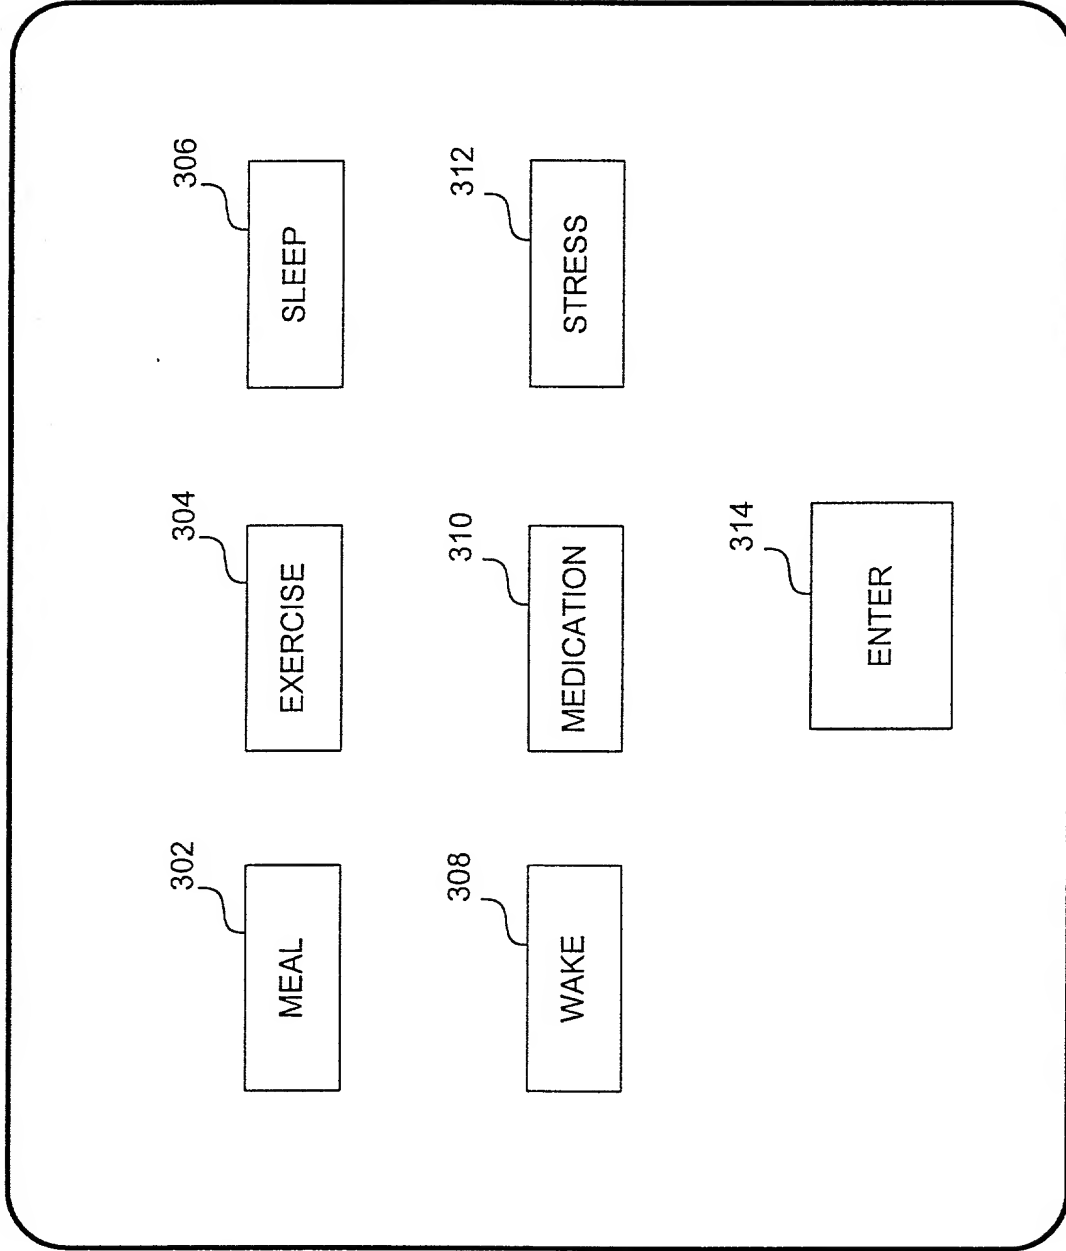 302
304
306
MEAL
EXERCISE
SLEEP
308
310
312
WAKE
MEDICATION
STRESS
314
ENTER